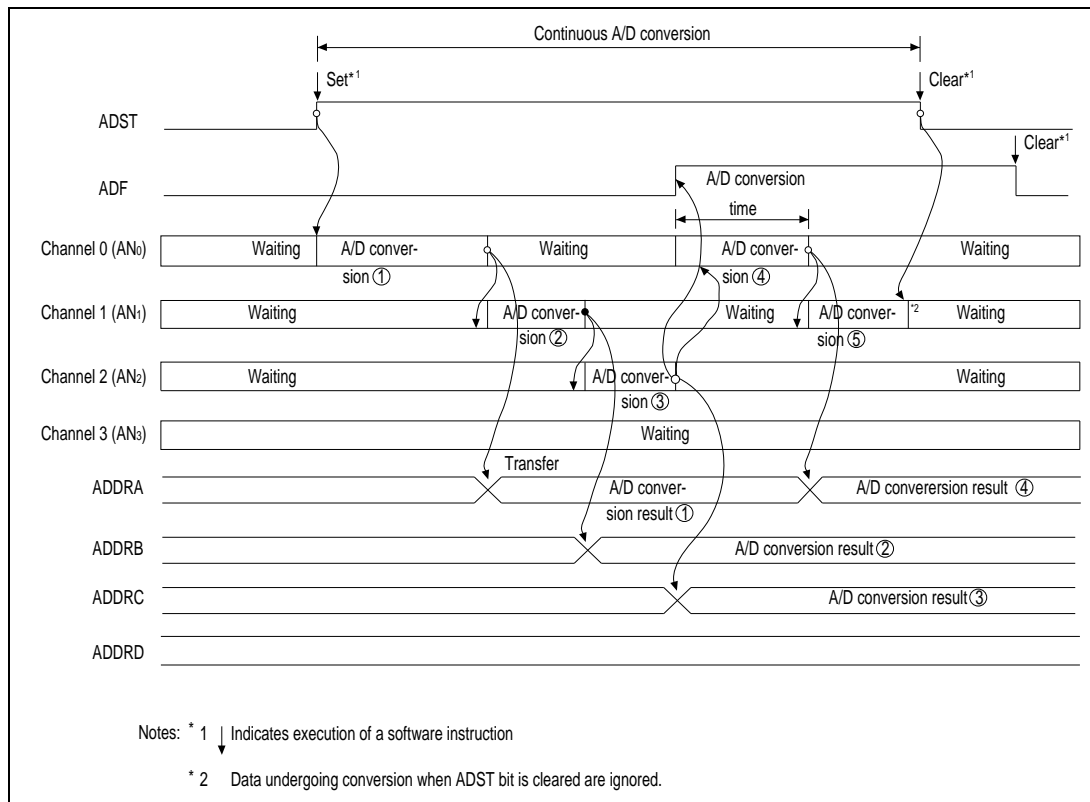 Continuous A/D conversion
Set*1
Clear*1
ADST
Clear*1
ADF
A/D conversion
time
Channel 0 (AN0)
Waiting
A/D conver-
sion ①
Waiting
A/D conver-
sion ④
Waiting
Channel 1 (AN1)
Waiting
A/D conver-
sion ②
Waiting
A/D conver-
sion ⑤
*2
Waiting
Channel 2 (AN2)
Waiting
A/D conver-
sion ③
Waiting
Channel 3 (AN3)
Waiting
Transfer
ADDRA
A/D conver-
sion result ①
A/D converersion result ④
ADDRB
A/D conversion result ②
ADDRC
A/D conversion result ③
ADDRD
Notes: * 1 ↓ Indicates execution of a software instruction
* 2 Data undergoing conversion when ADST bit is cleared are ignored.